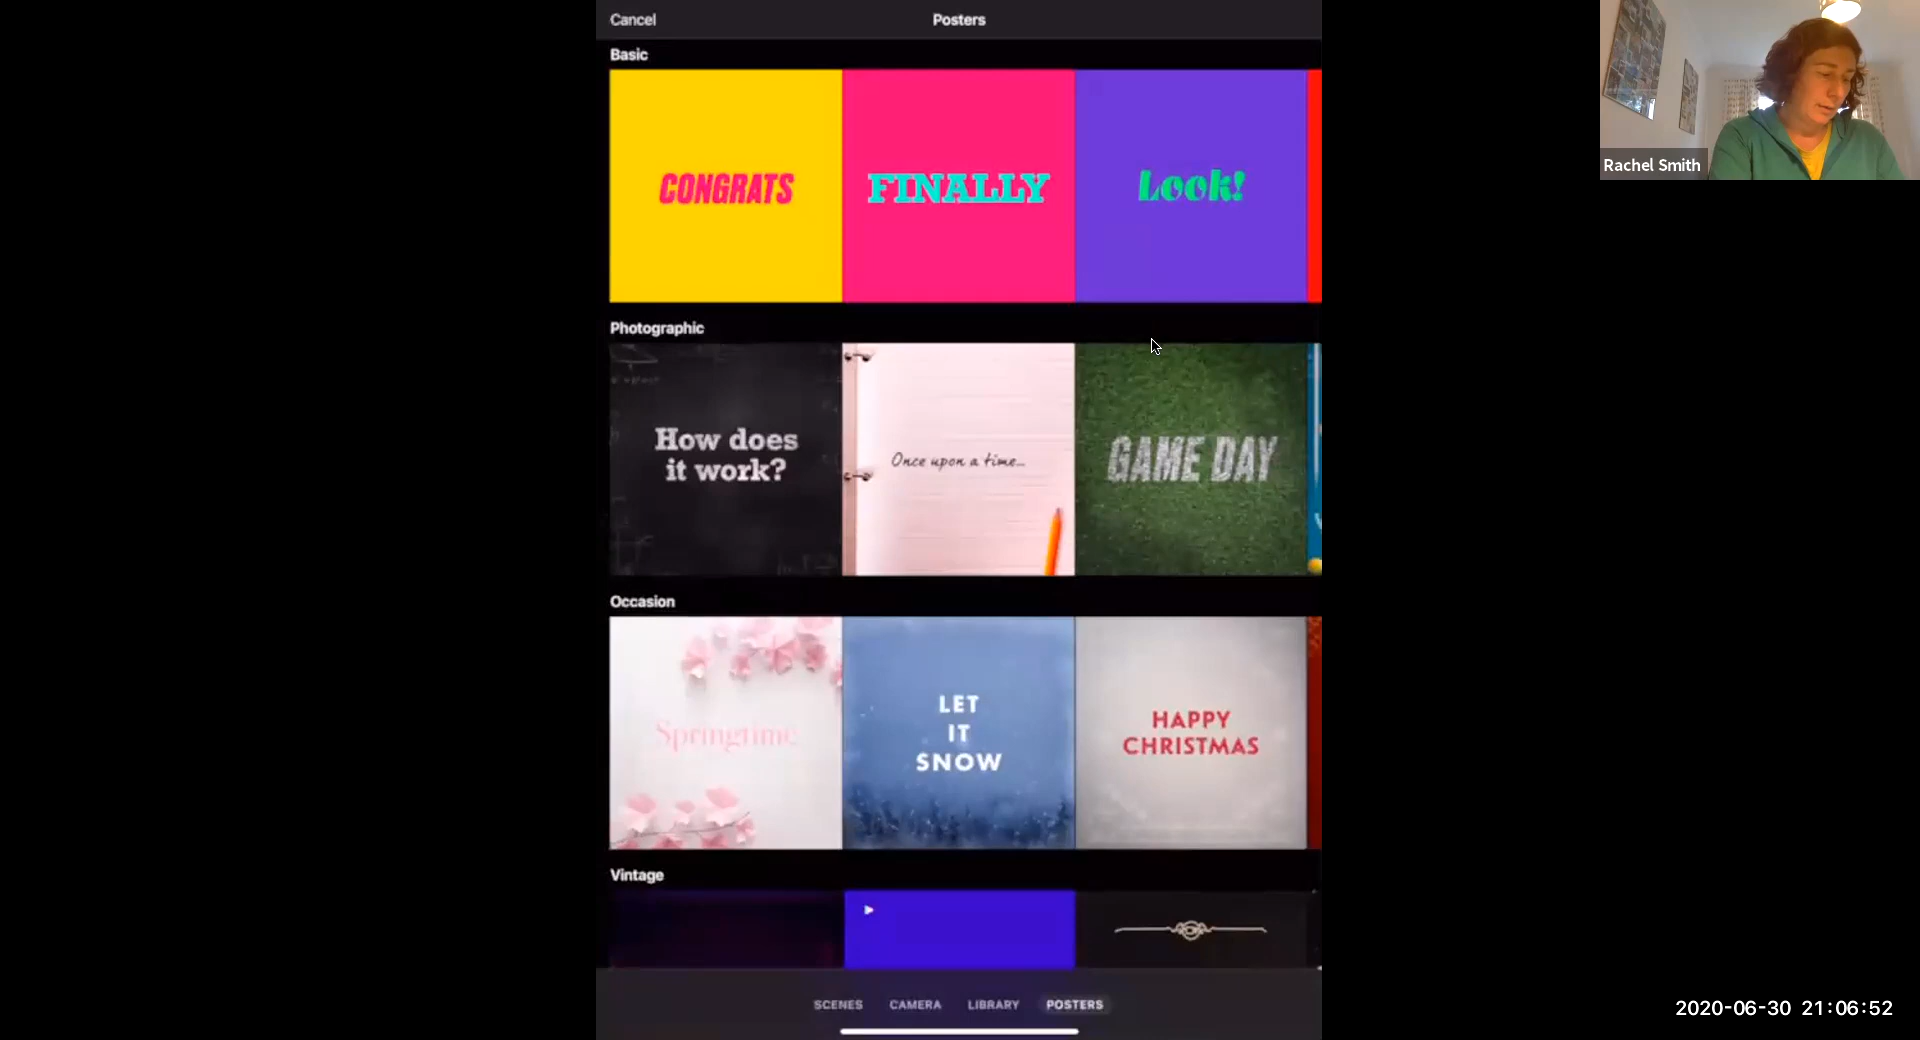 Cancel
Posters
Basic
CONGRATS
FINALLY
Look!
Photographic
How does
it work?
Once upon a time...
GAME DAY
Occasion
Springtime
LET
IT
SNOW
HAPPY
CHRISTMAS
Vintage
SCENES
CAMERA
LIBRARY
POSTERS
Rachel Smith
2020-06-30 21:06:52